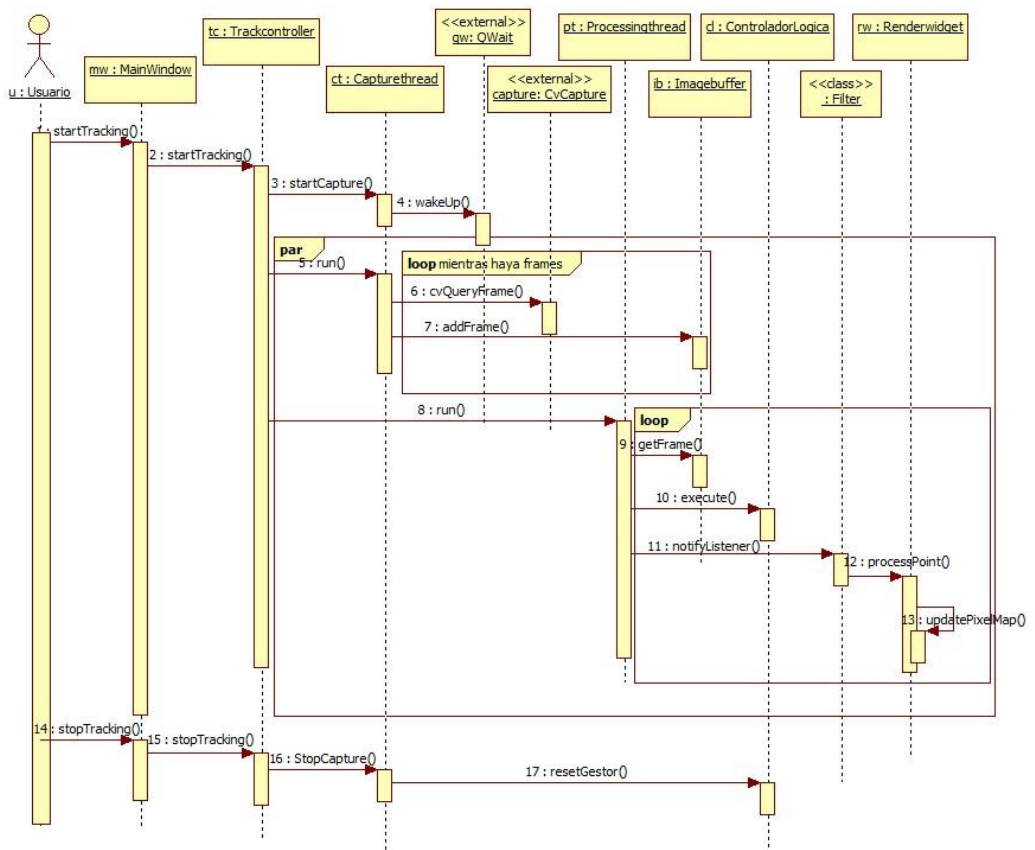 <<external>>
qw: QWait
tc : Trackcontroller
pt : Processingthread
cl : ControladorLogica
rw : Renderwidget
mw : MainWindow
ct : Capturethread
<<external>>
capture: CvCapture
ib : Imagebuffer
<<class>>
: Filter
u : Usuario
1 : startTracking()
2 : startTracking()
3 : startCapture()
4 : wakeUp()
par
5 : run()
loop mientras haya frames
6 : cvQueryFrame()
7 : addFrame()
8 : run()
loop
9 : getFrame()
10 : execute()
11 : notifyListener()
12 : processPoint()
13 : updatePixelMap()
14 : stopTracking()
15 : stopTracking()
16 : StopCapture()
17 : resetGestor()